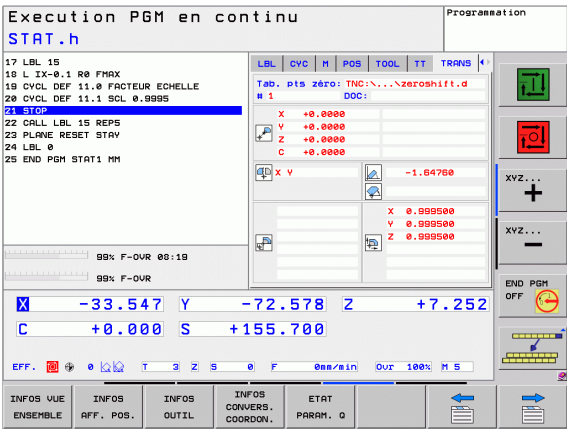 Execution PGM en continu
Programmation
STAT.h
17 LBL 15
18 L IX-0.1 R0 FMAX
19 CYCL DEF 11.0 FACTEUR ECHELLE
20 CYCL DEF 11.1 SCL 0.9995
21 STOP
22 CALL LBL 15 REP5
23 PLANE RESET STAY
24 LBL 0
25 END PGM STAT1 MM
LBL CYC M POS TOOL TT TRANS
Tab. pts zéro: TNC:\...\zeroshift.d
# 1 DOC:
X +0.0000
Y +0.0000
Z +0.0000
C +0.0000
X Y
-1.64760
X 0.999500
Y 0.999500
Z 0.999500
99% F-OVR 08:19
99% F-OVR
X -33.547 Y -72.578 Z +7.252
C +0.000 S +155.700
EFF. 0 T 3 Z S 0 F 0mm/min Ovr 100% M 5
XYZ...
+
XYZ...
−
END PGM
OFF
INFOS VUE
ENSEMBLE
INFOS
AFF. POS.
INFOS
OUTIL
INFOS
CONVERS.
COORDON.
ETAT
PARAM. Q